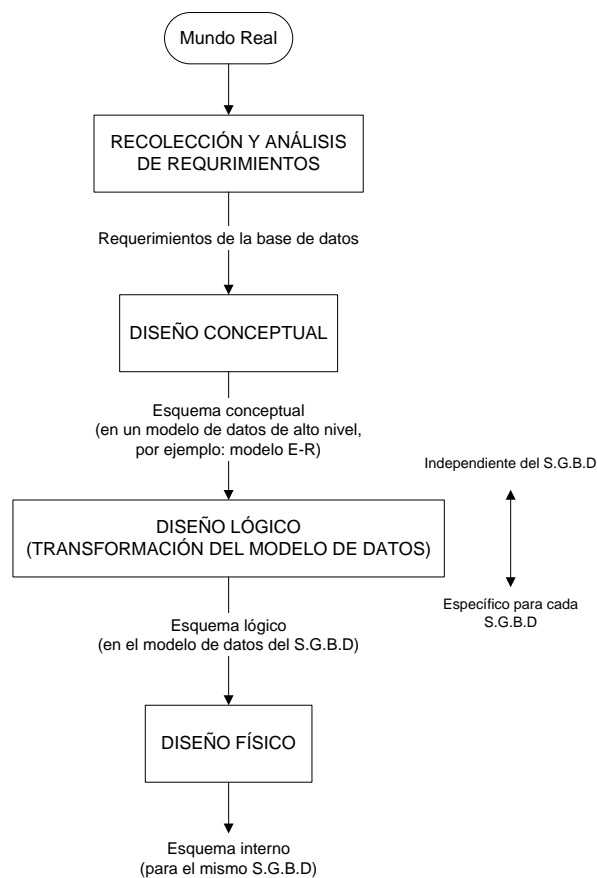 Mundo Real
RECOLECCIÓN Y ANÁLISIS
DE REQURIMIENTOS
Requerimientos de la base de datos
DISEÑO CONCEPTUAL
Esquema conceptual
(en un modelo de datos de alto nivel,
por ejemplo: modelo E-R)
Independiente del S.G.B.D
DISEÑO LÓGICO
(TRANSFORMACIÓN DEL MODELO DE DATOS)
Específico para cada
S.G.B.D
Esquema lógico
(en el modelo de datos del S.G.B.D)
DISEÑO FÍSICO
Esquema interno
(para el mismo S.G.B.D)